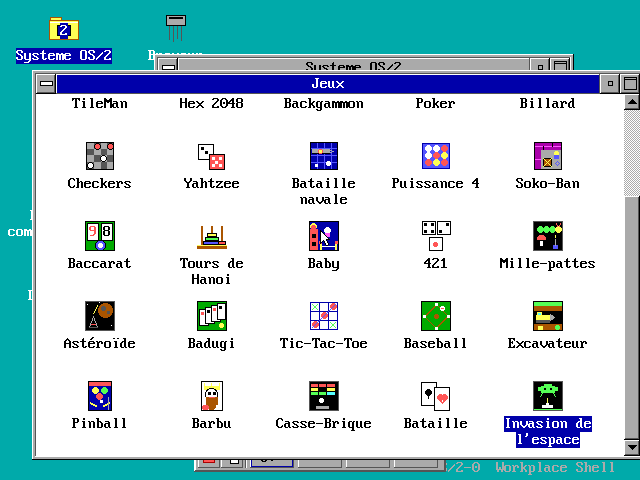 Systeme OS/2
Systeme OS/2
Jeux
TileMan Hex 2048 Backgammon Poker Billard
Checkers Yahtzee Bataille navale Puissance 4 Soko-Ban
Baccarat Tours de Hanoi Baby 421 Mille-pattes
Astéroïde Badugi Tic-Tac-Toe Baseball Excavateur
Pinball Barbu Casse-Brique Bataille Invasion de l'espace
/2-0 Workplace Shell